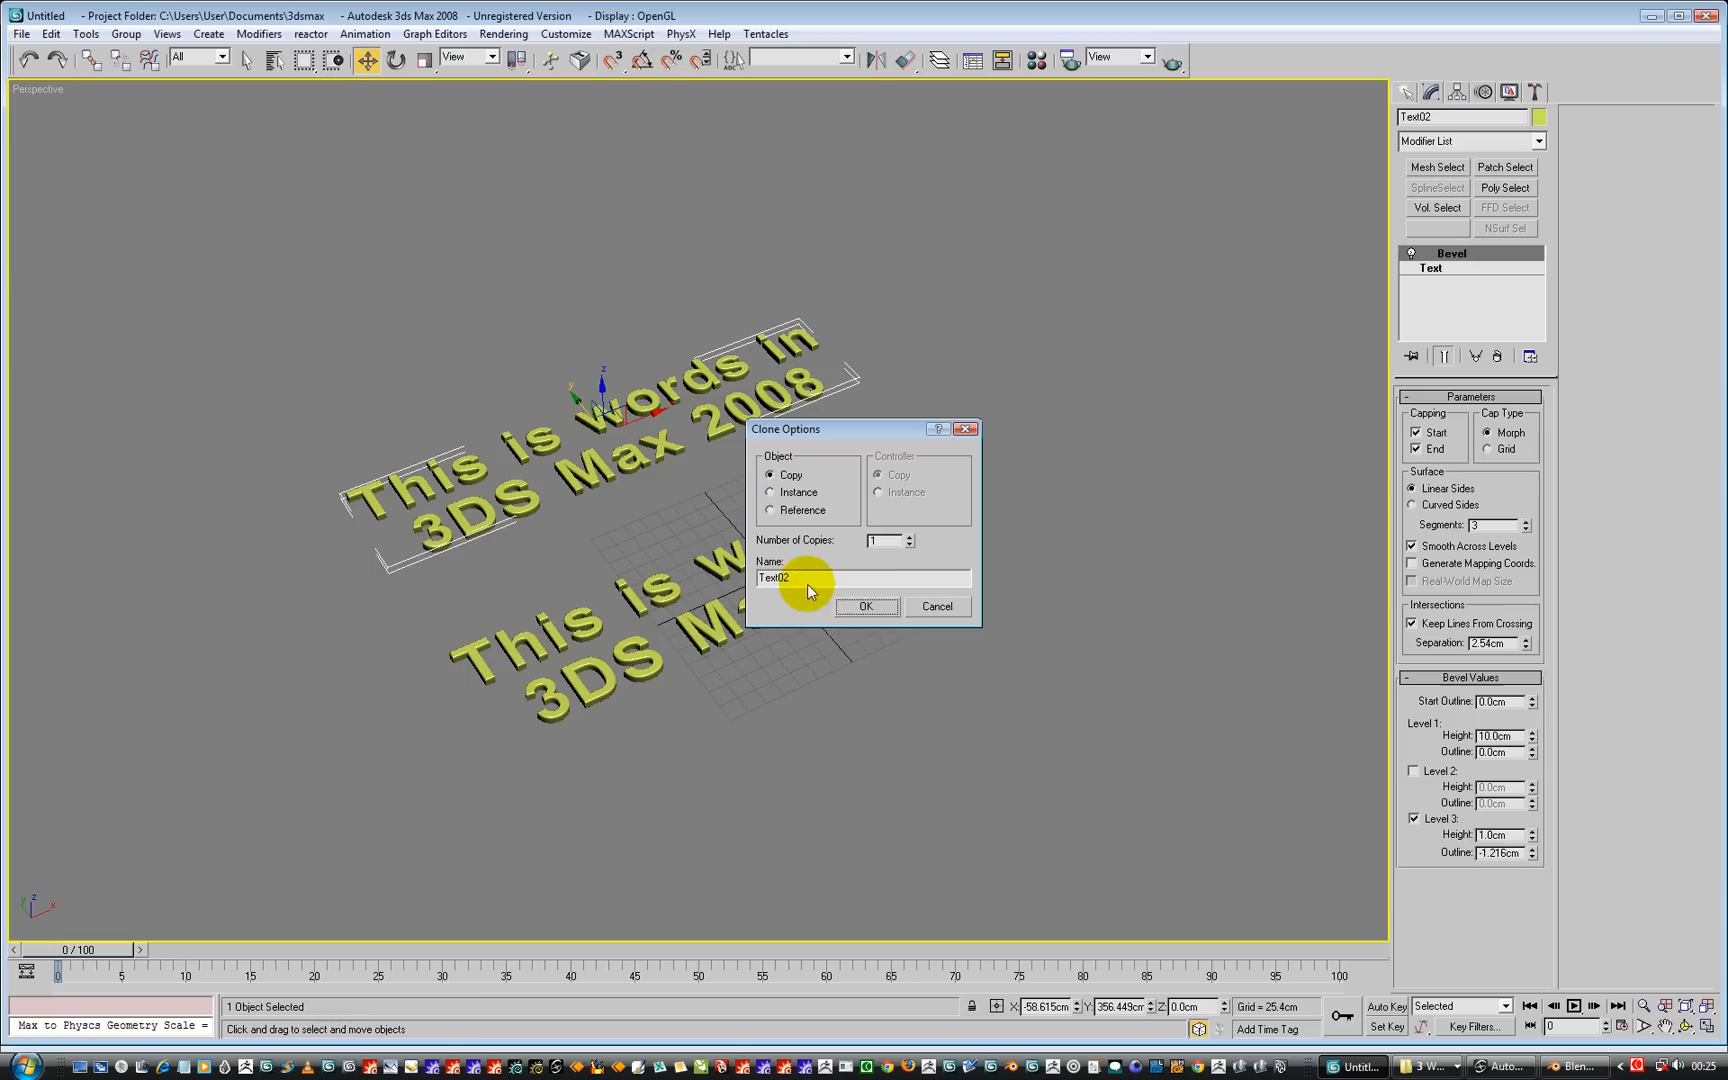 Untitled - Project Folder: C:\Users\User\Documents\3dsmax - Autodesk 3ds Max 2008 - Unregistered Version - Display : OpenGL
File Edit Tools Group Views Create Modifiers reactor Animation Graph Editors Rendering Customize MAXScript PhysX Help Tentacles
All View View
Perspective
Text02
Modifier List
Mesh Select Patch Select
SplineSelect Poly Select
Vol. Select FFD Select
NSurf Sel
Bevel
Text
This is words in
3DS Max 2008
This is w
3DS Ma
Clone Options
Object Controller
Copy Copy
Instance Instance
Reference
Number of Copies: 1
Name:
Text02
OK Cancel
Parameters
Capping Cap Type
Start Morph
End Grid
Surface
Linear Sides
Curved Sides
Segments: 3
Smooth Across Levels
Generate Mapping Coords.
Real-World Map Size
Intersections
Keep Lines From Crossing
Separation: 2.54cm
Bevel Values
Start Outline: 0.0cm
Level 1:
Height: 10.0cm
Outline: 0.0cm
Level 2:
Height: 0.0cm
Outline: 0.0cm
Level 3:
Height: 1.0cm
Outline: -1.216cm
z y x
z y x
< 0 / 100 >
0 5 10 15 20 25 30 35 40 45 50 55 60 65 70 75 80 85 90 95 100
1 Object Selected X: -58.615cm Y: 356.449cm Z: 0.0cm Grid = 25.4cm Auto Key Selected
Max to Physcs Geometry Scale = Click and drag to select and move objects Add Time Tag Set Key Key Filters... 0
Untitl... 3 W... Auto... Blen... 00:25